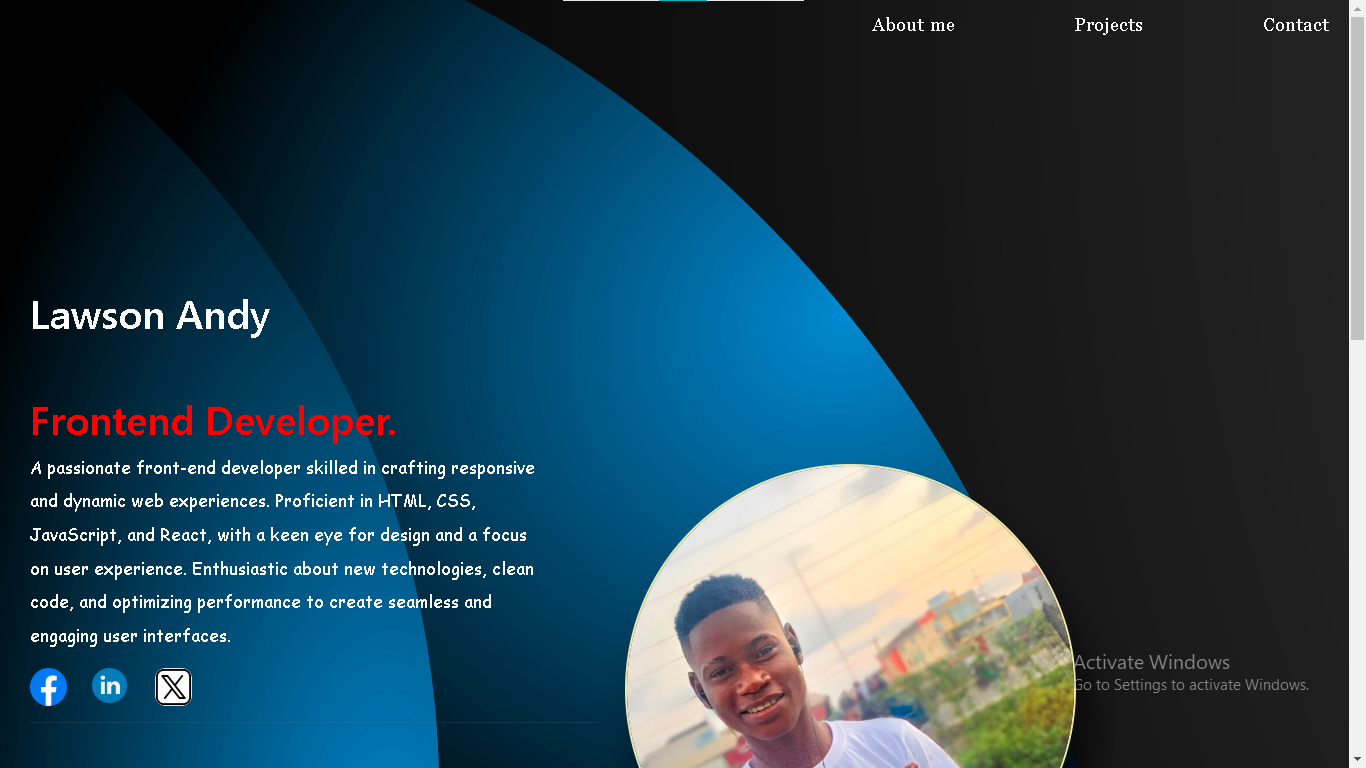 About me Projects Contact
Lawson Andy
Frontend Developer.
A passionate front-end developer skilled in crafting responsive
and dynamic web experiences. Proficient in HTML, CSS,
JavaScript, and React, with a keen eye for design and a focus
on user experience. Enthusiastic about new technologies, clean
code, and optimizing performance to create seamless and
engaging user interfaces.
Activate Windows
Go to Settings to activate Windows.
f in X